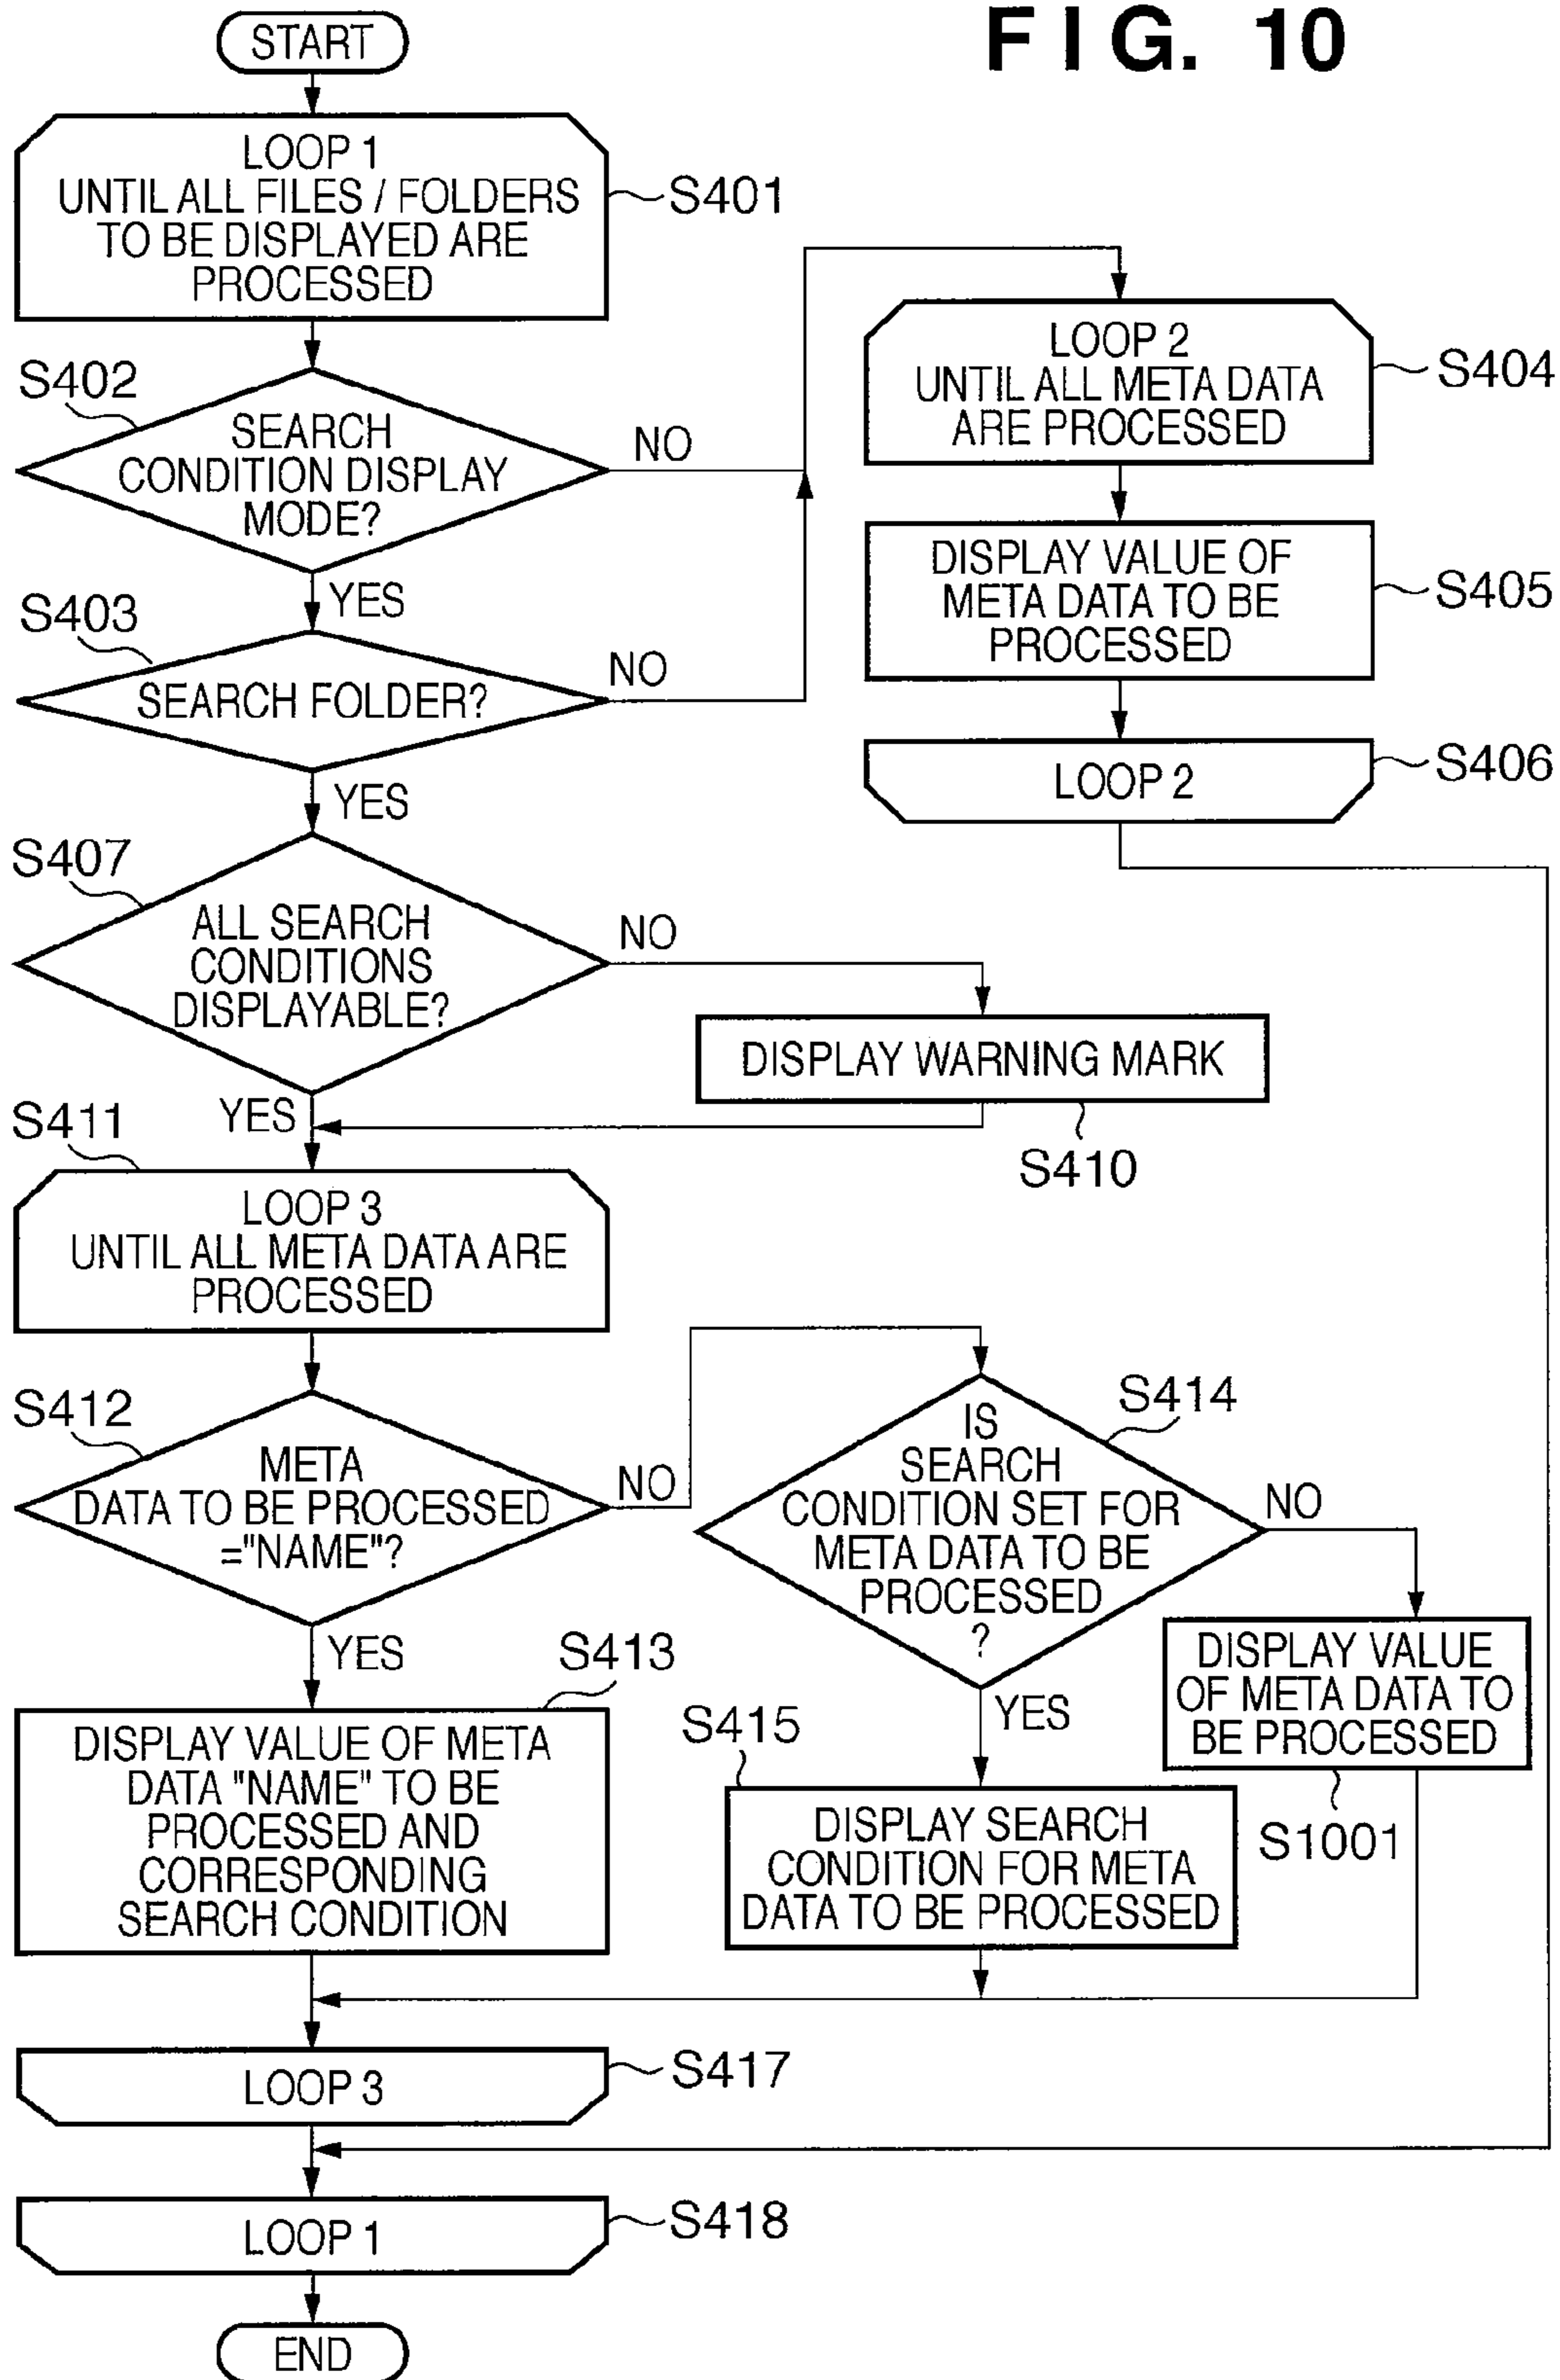 FIG. 10
START
LOOP 1
UNTIL ALL FILES / FOLDERS
TO BE DISPLAYED ARE
PROCESSED
S401
S402
SEARCH
CONDITION DISPLAY
MODE?
NO
YES
S403
SEARCH FOLDER?
NO
YES
LOOP 2
UNTIL ALL META DATA
ARE PROCESSED
S404
DISPLAY VALUE OF
META DATA TO BE
PROCESSED
S405
LOOP 2
S406
S407
ALL SEARCH
CONDITIONS
DISPLAYABLE?
NO
YES
DISPLAY WARNING MARK
S410
S411
LOOP 3
UNTIL ALL META DATA ARE
PROCESSED
S412
META
DATA TO BE PROCESSED
="NAME"?
NO
YES
S413
DISPLAY VALUE OF META
DATA "NAME" TO BE
PROCESSED AND
CORRESPONDING
SEARCH CONDITION
S414
IS
SEARCH
CONDITION SET FOR
META DATA TO BE
PROCESSED
?
NO
YES
S415
DISPLAY SEARCH
CONDITION FOR META
DATA TO BE PROCESSED
DISPLAY VALUE
OF META DATA TO
BE PROCESSED
S1001
LOOP 3
S417
LOOP 1
S418
END